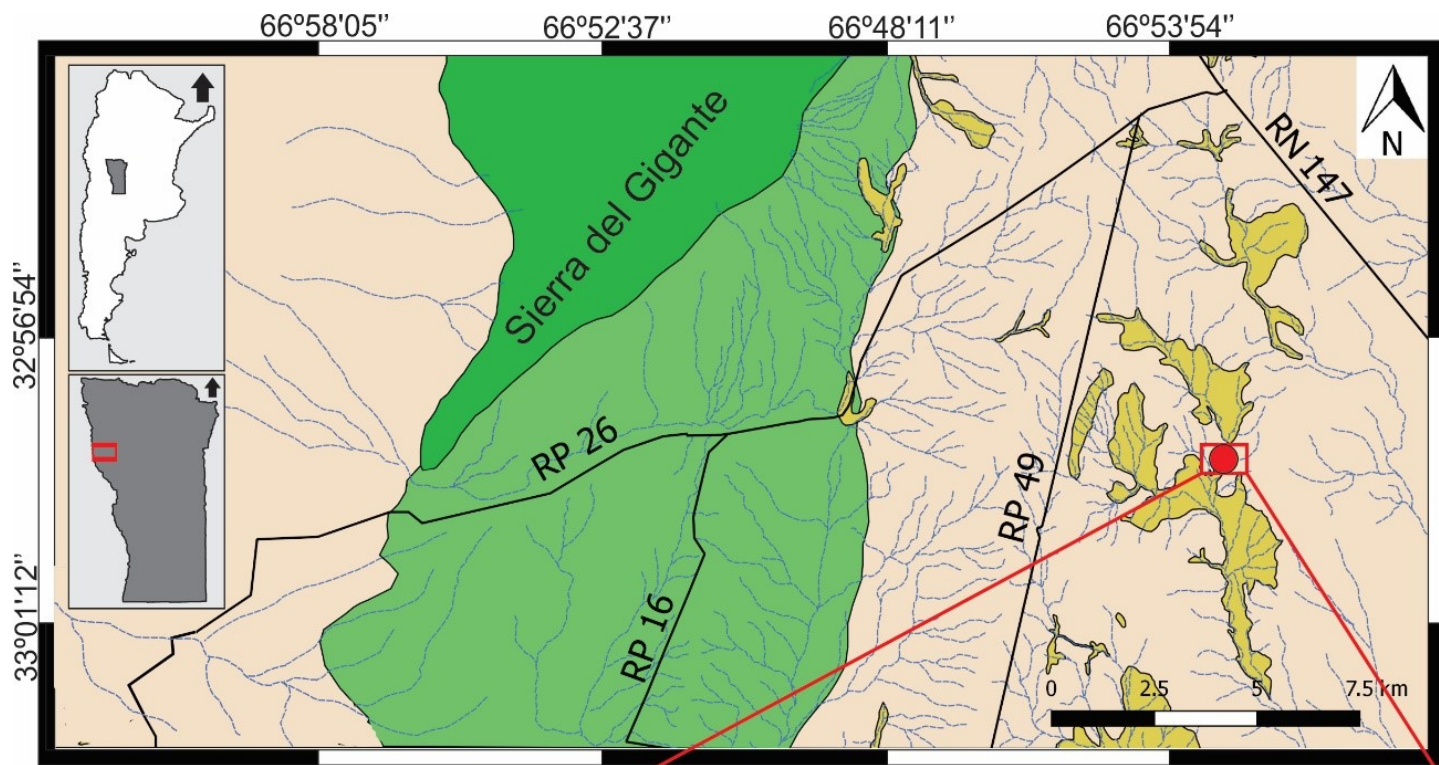 66º58'05’’ 66º52'37’’ 66º48'11’’ 66º53'54’’
N
RN 147
Sierra del Gigante
32º56'54’’
RP 26
RP 49
RP 16
33º01'12’’
0 2.5 5 7.5 km